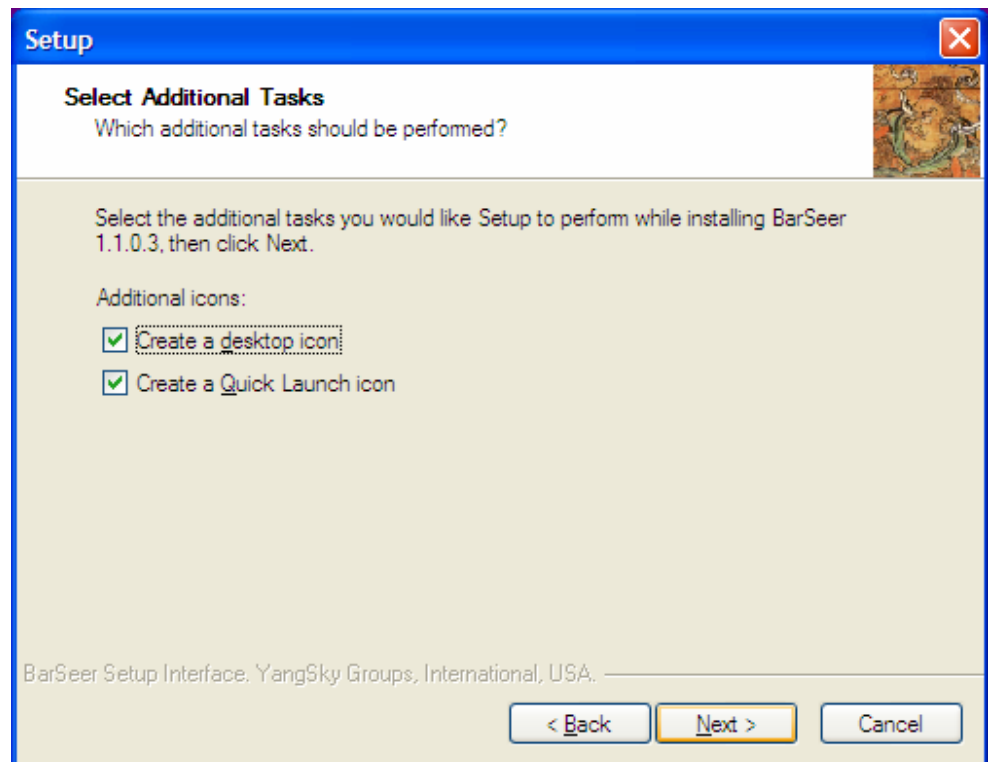 Setup
Select Additional Tasks
Which additional tasks should be performed?
Select the additional tasks you would like Setup to perform while installing BarSeer
1.1.0.3, then click Next.
Additional icons:
Create a desktop icon
Create a Quick Launch icon
BarSeer Setup Interface. YangSky Groups, International, USA.
< Back Next > Cancel